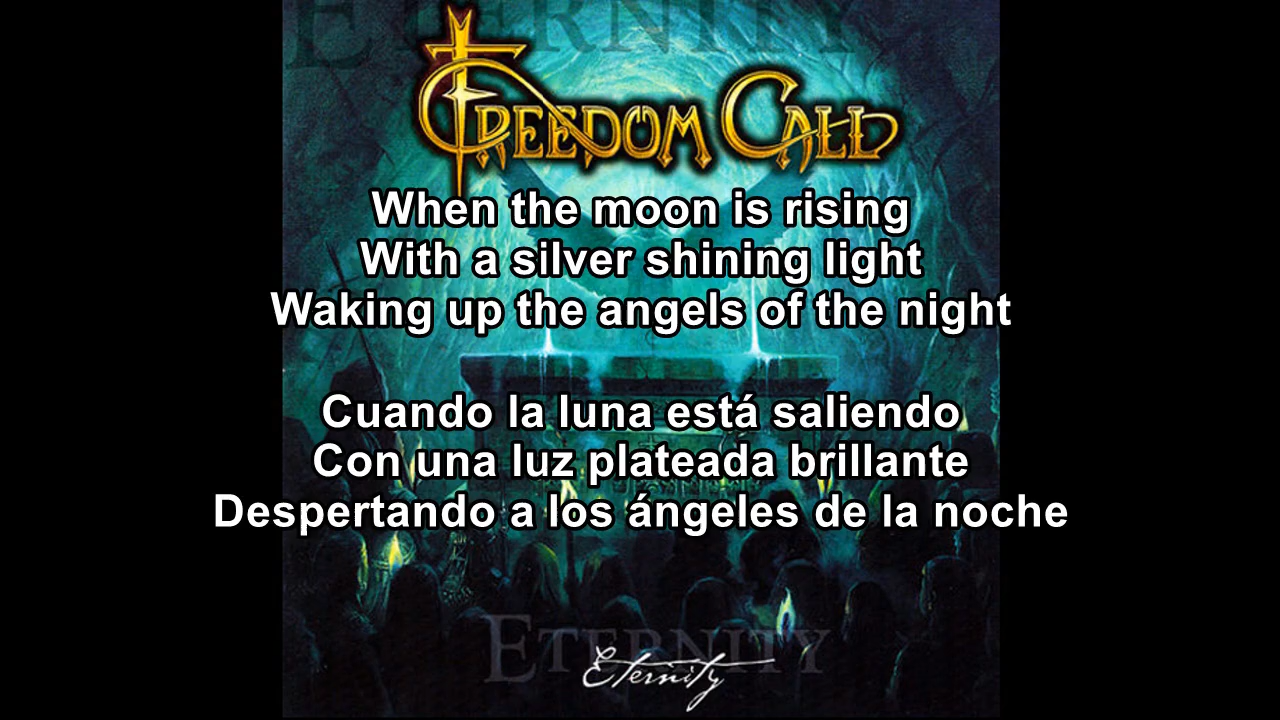 ETERNITY
FREEDOM CALL
When the moon is rising
With a silver shining light
Waking up the angels of the night
Cuando la luna está saliendo
Con una luz plateada brillante
Despertando a los ángeles de la noche
ETERNITY
Eternity